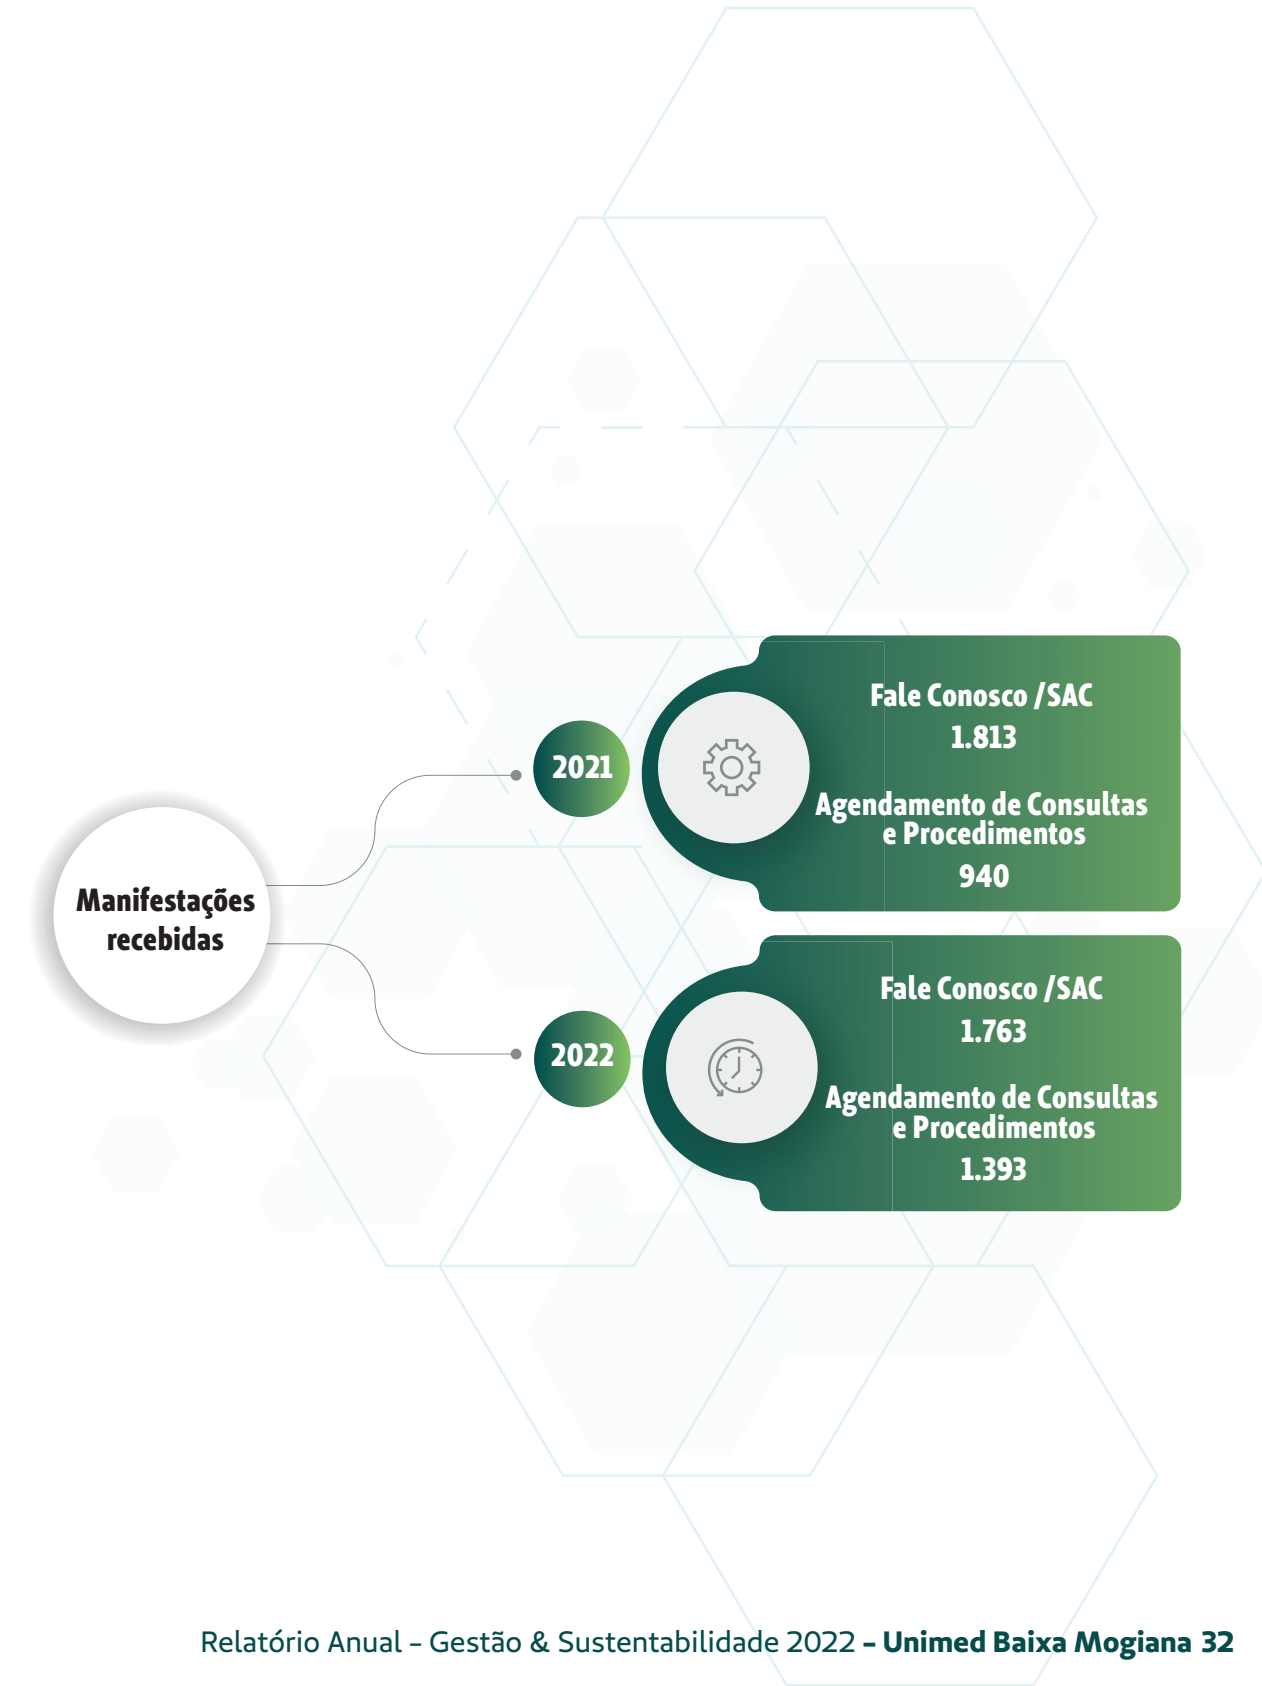 Manifestações
recebidas
2021
Fale Conosco /SAC
1.813
Agendamento de Consultas
e Procedimentos
940
2022
Fale Conosco /SAC
1.763
Agendamento de Consultas
e Procedimentos
1.393
Relatório Anual – Gestão & Sustentabilidade 2022 – Unimed Baixa Mogiana 32